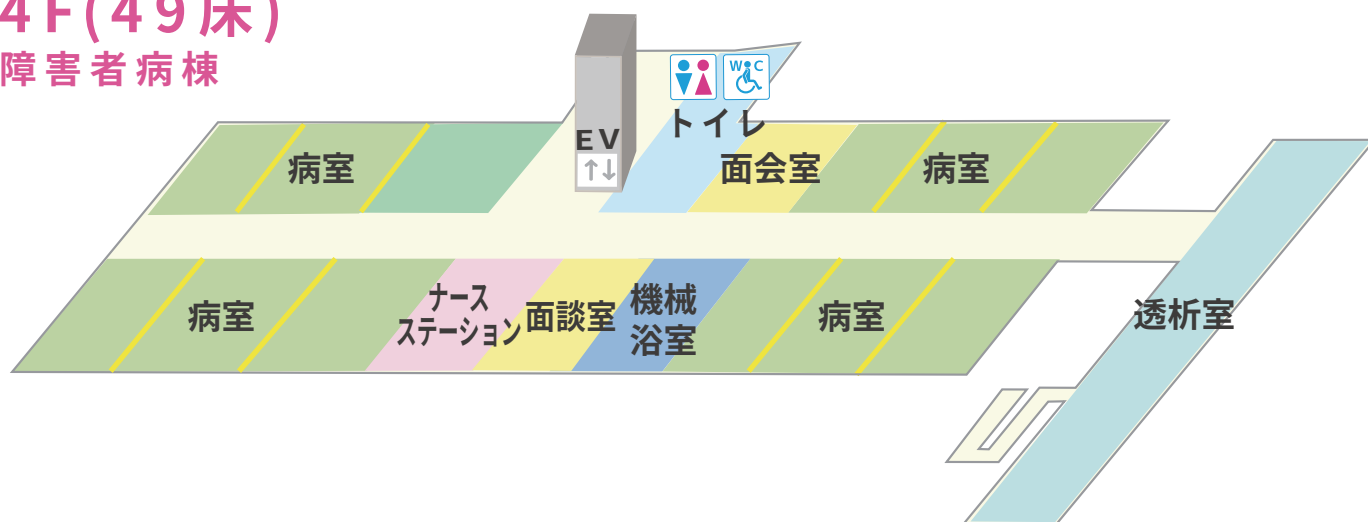 4F(49床)
障害者病棟
EV
WC
トイレ
病室
面会室
病室
病室
ナース
ステーション
面談室
機械
浴室
病室
透析室